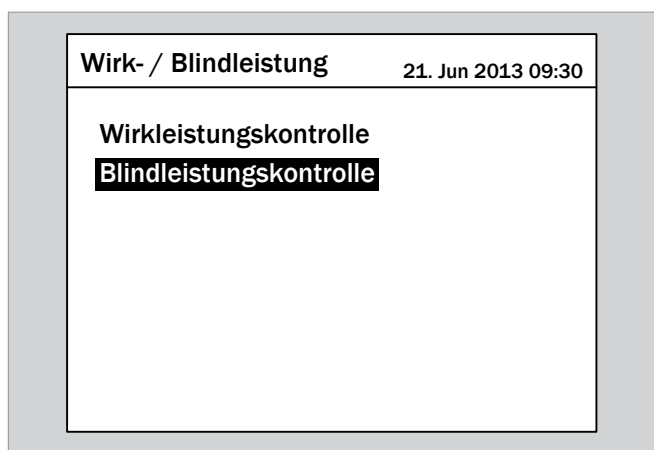 Wirk- / Blindleistung 21. Jun 2013 09:30
Wirkleistungskontrolle
Blindleistungskontrolle